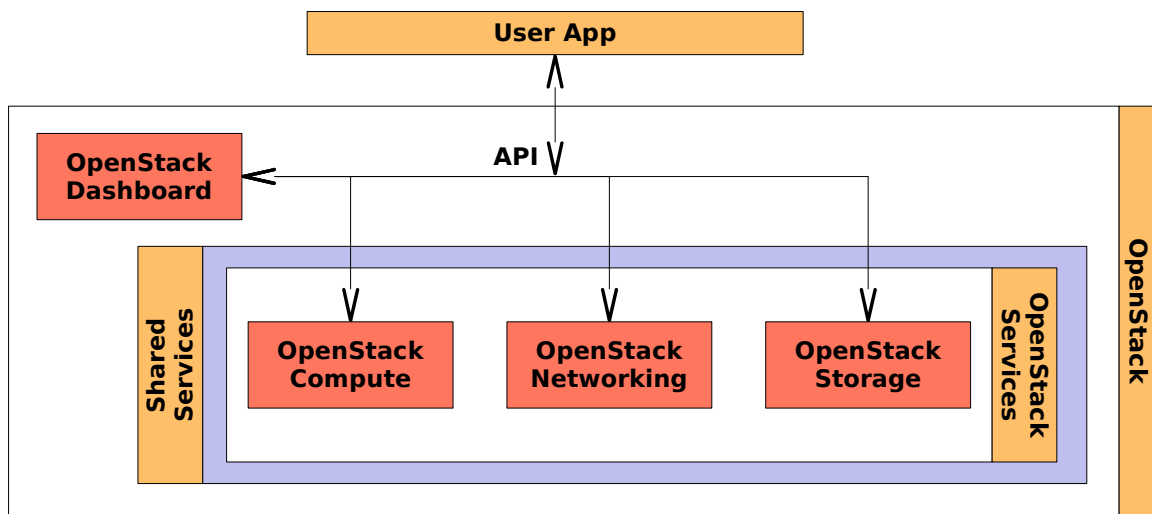 User App
API
OpenStack
Dashboard
OpenStack
Shared
Services
OpenStack
Services
OpenStack
Compute
OpenStack
Networking
OpenStack
Storage